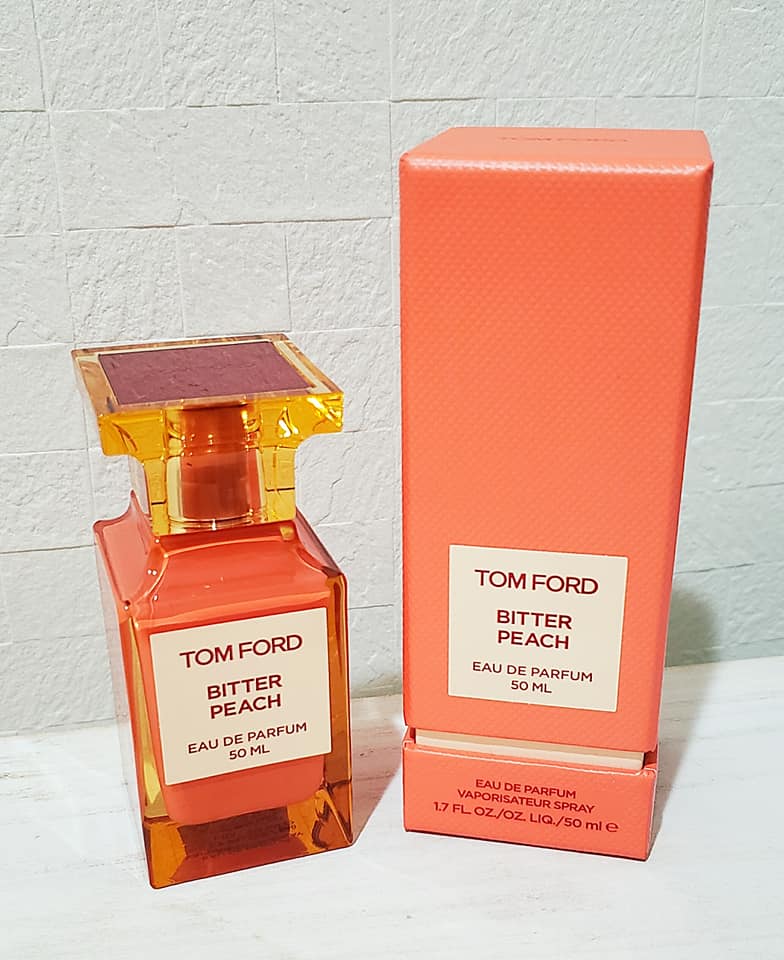 TOM FORD
TOM FORD
BITTER
PEACH
EAU DE PARFUM
50 ML
TOM FORD
BITTER
PEACH
EAU DE PARFUM
50 ML
EAU DE PARFUM
VAPORISATEUR SPRAY
1.7 FL. OZ./OZ. LIQ./50 ml ℮